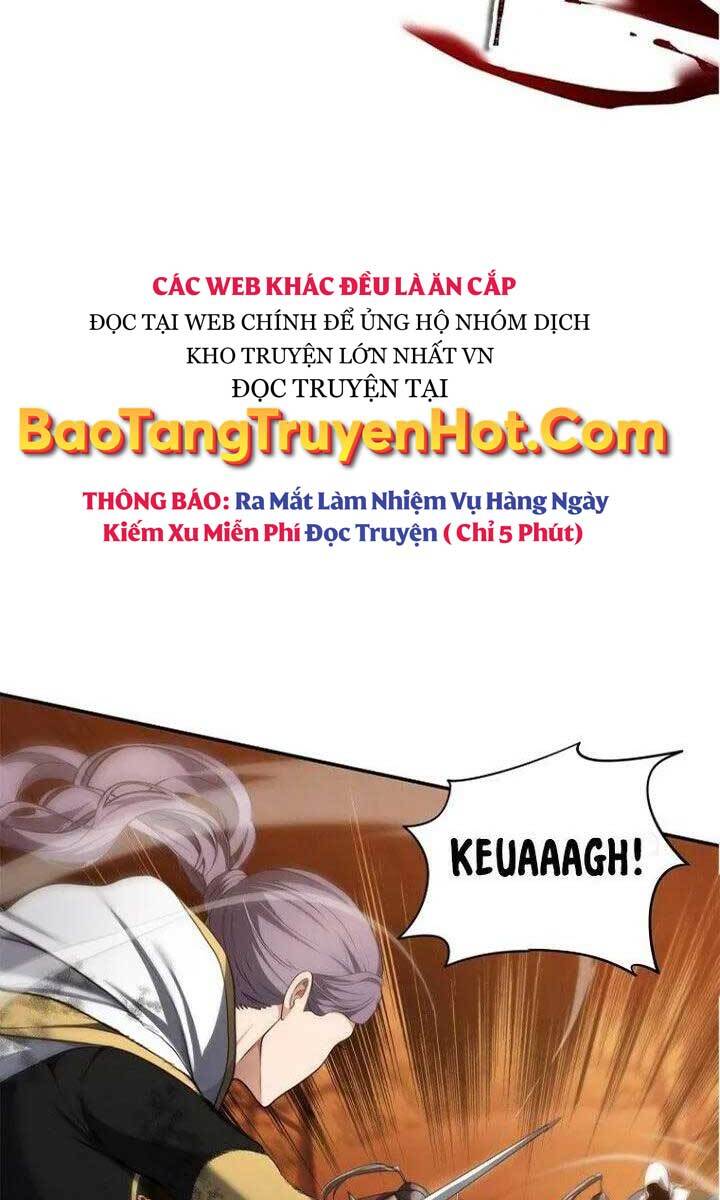 CÁC WEB KHÁC ĐỀU LÀ ĂN CẮP
ĐỌC TẠI WEB CHÍNH ĐỂ ỦNG HỘ NHÓM DỊCH
KHO TRUYỆN LỚN NHẤT VN
ĐỌC TRUYỆN TẠI
BaoTangTruyenHot.Com
THÔNG BÁO: Ra Mắt Làm Nhiệm Vụ Hàng Ngày
Kiếm Xu Miễn Phí Đọc Truyện ( Chỉ 5 Phút)
KEUAAAGH!